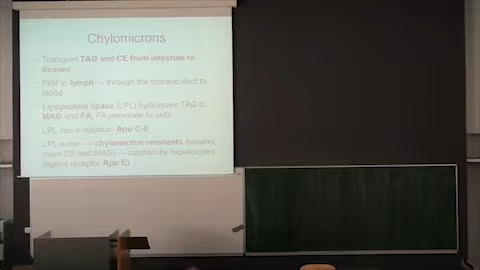 Chylomicrons
Transport TAG and CE from intestine to
tissues
First to lymph → through the thoracic duct to
blood
Lipoprotein lipase (LPL) hydrolyzes TAG to
MAG and FA, FA penetrate to cells
LPL has activator: Apo C-II
LPL action → chylomicron remnants (smaller,
more CE and MAG) → catched by hepatocytes
(ligand receptor Apo E)